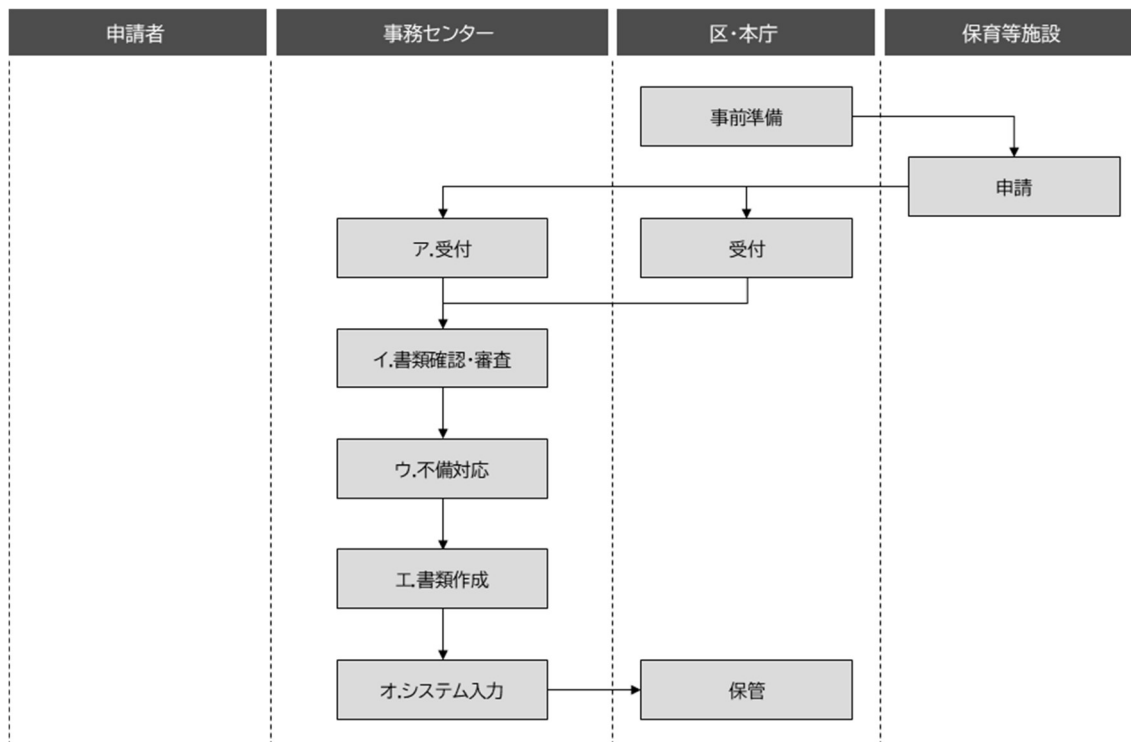 申請者
事務センター
区・本庁
保育等施設
事前準備
申請
ア.受付
受付
イ.書類確認・審査
ウ.不備対応
エ.書類作成
オ.システム入力
保管